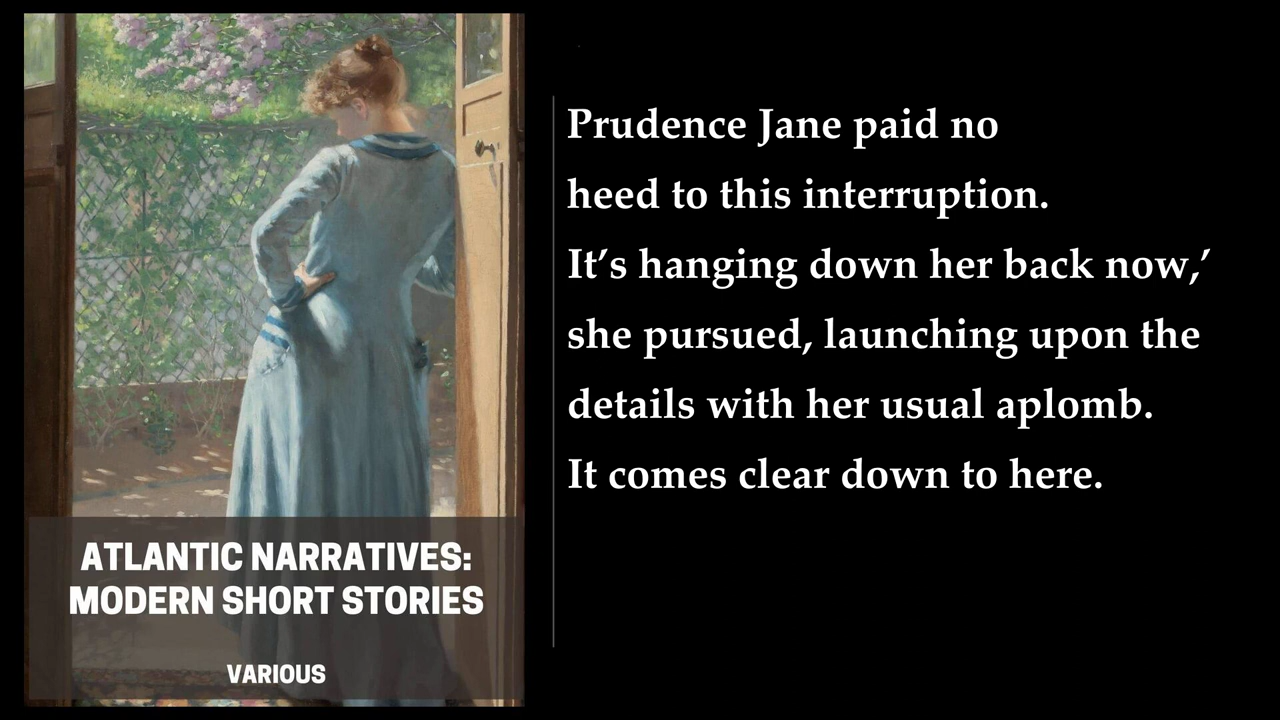 Prudence Jane paid no
heed to this interruption.
It’s hanging down her back now,’
she pursued, launching upon the
details with her usual aplomb.
It comes clear down to here.
ATLANTIC NARRATIVES:
MODERN SHORT STORIES
VARIOUS